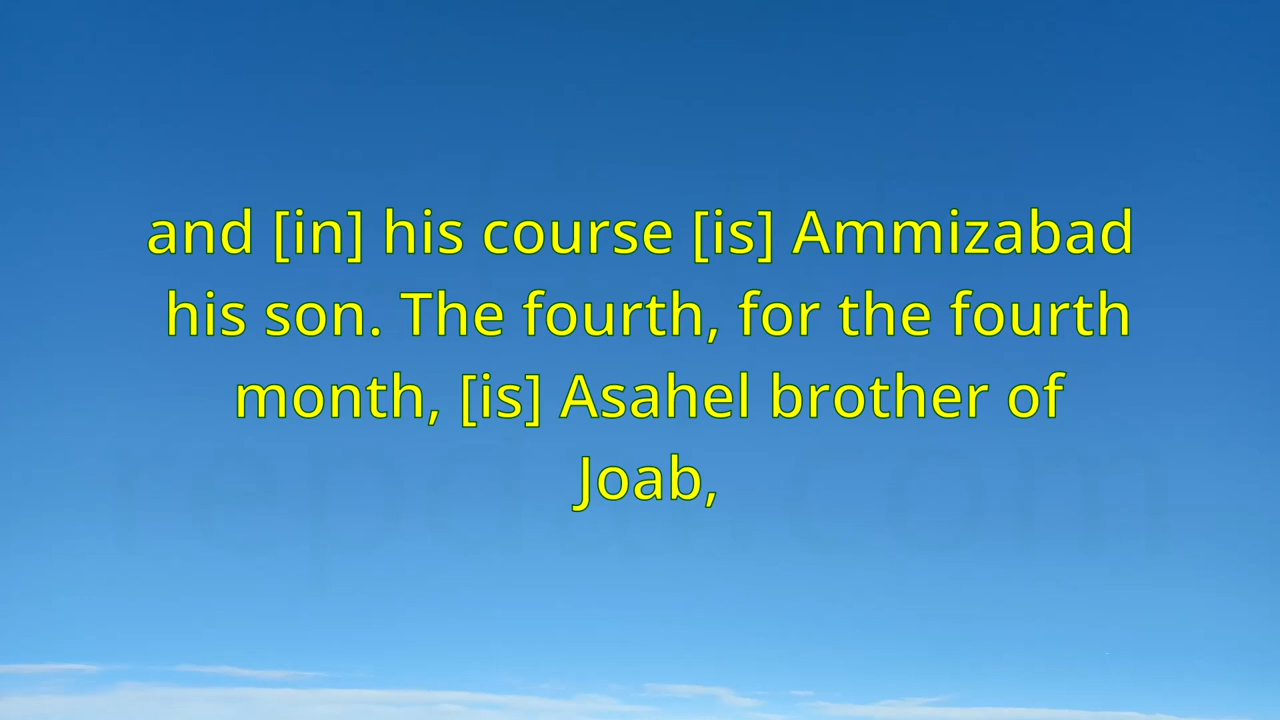 and [in] his course [is] Ammizabad
his son. The fourth, for the fourth
month, [is] Asahel brother of
Joab,